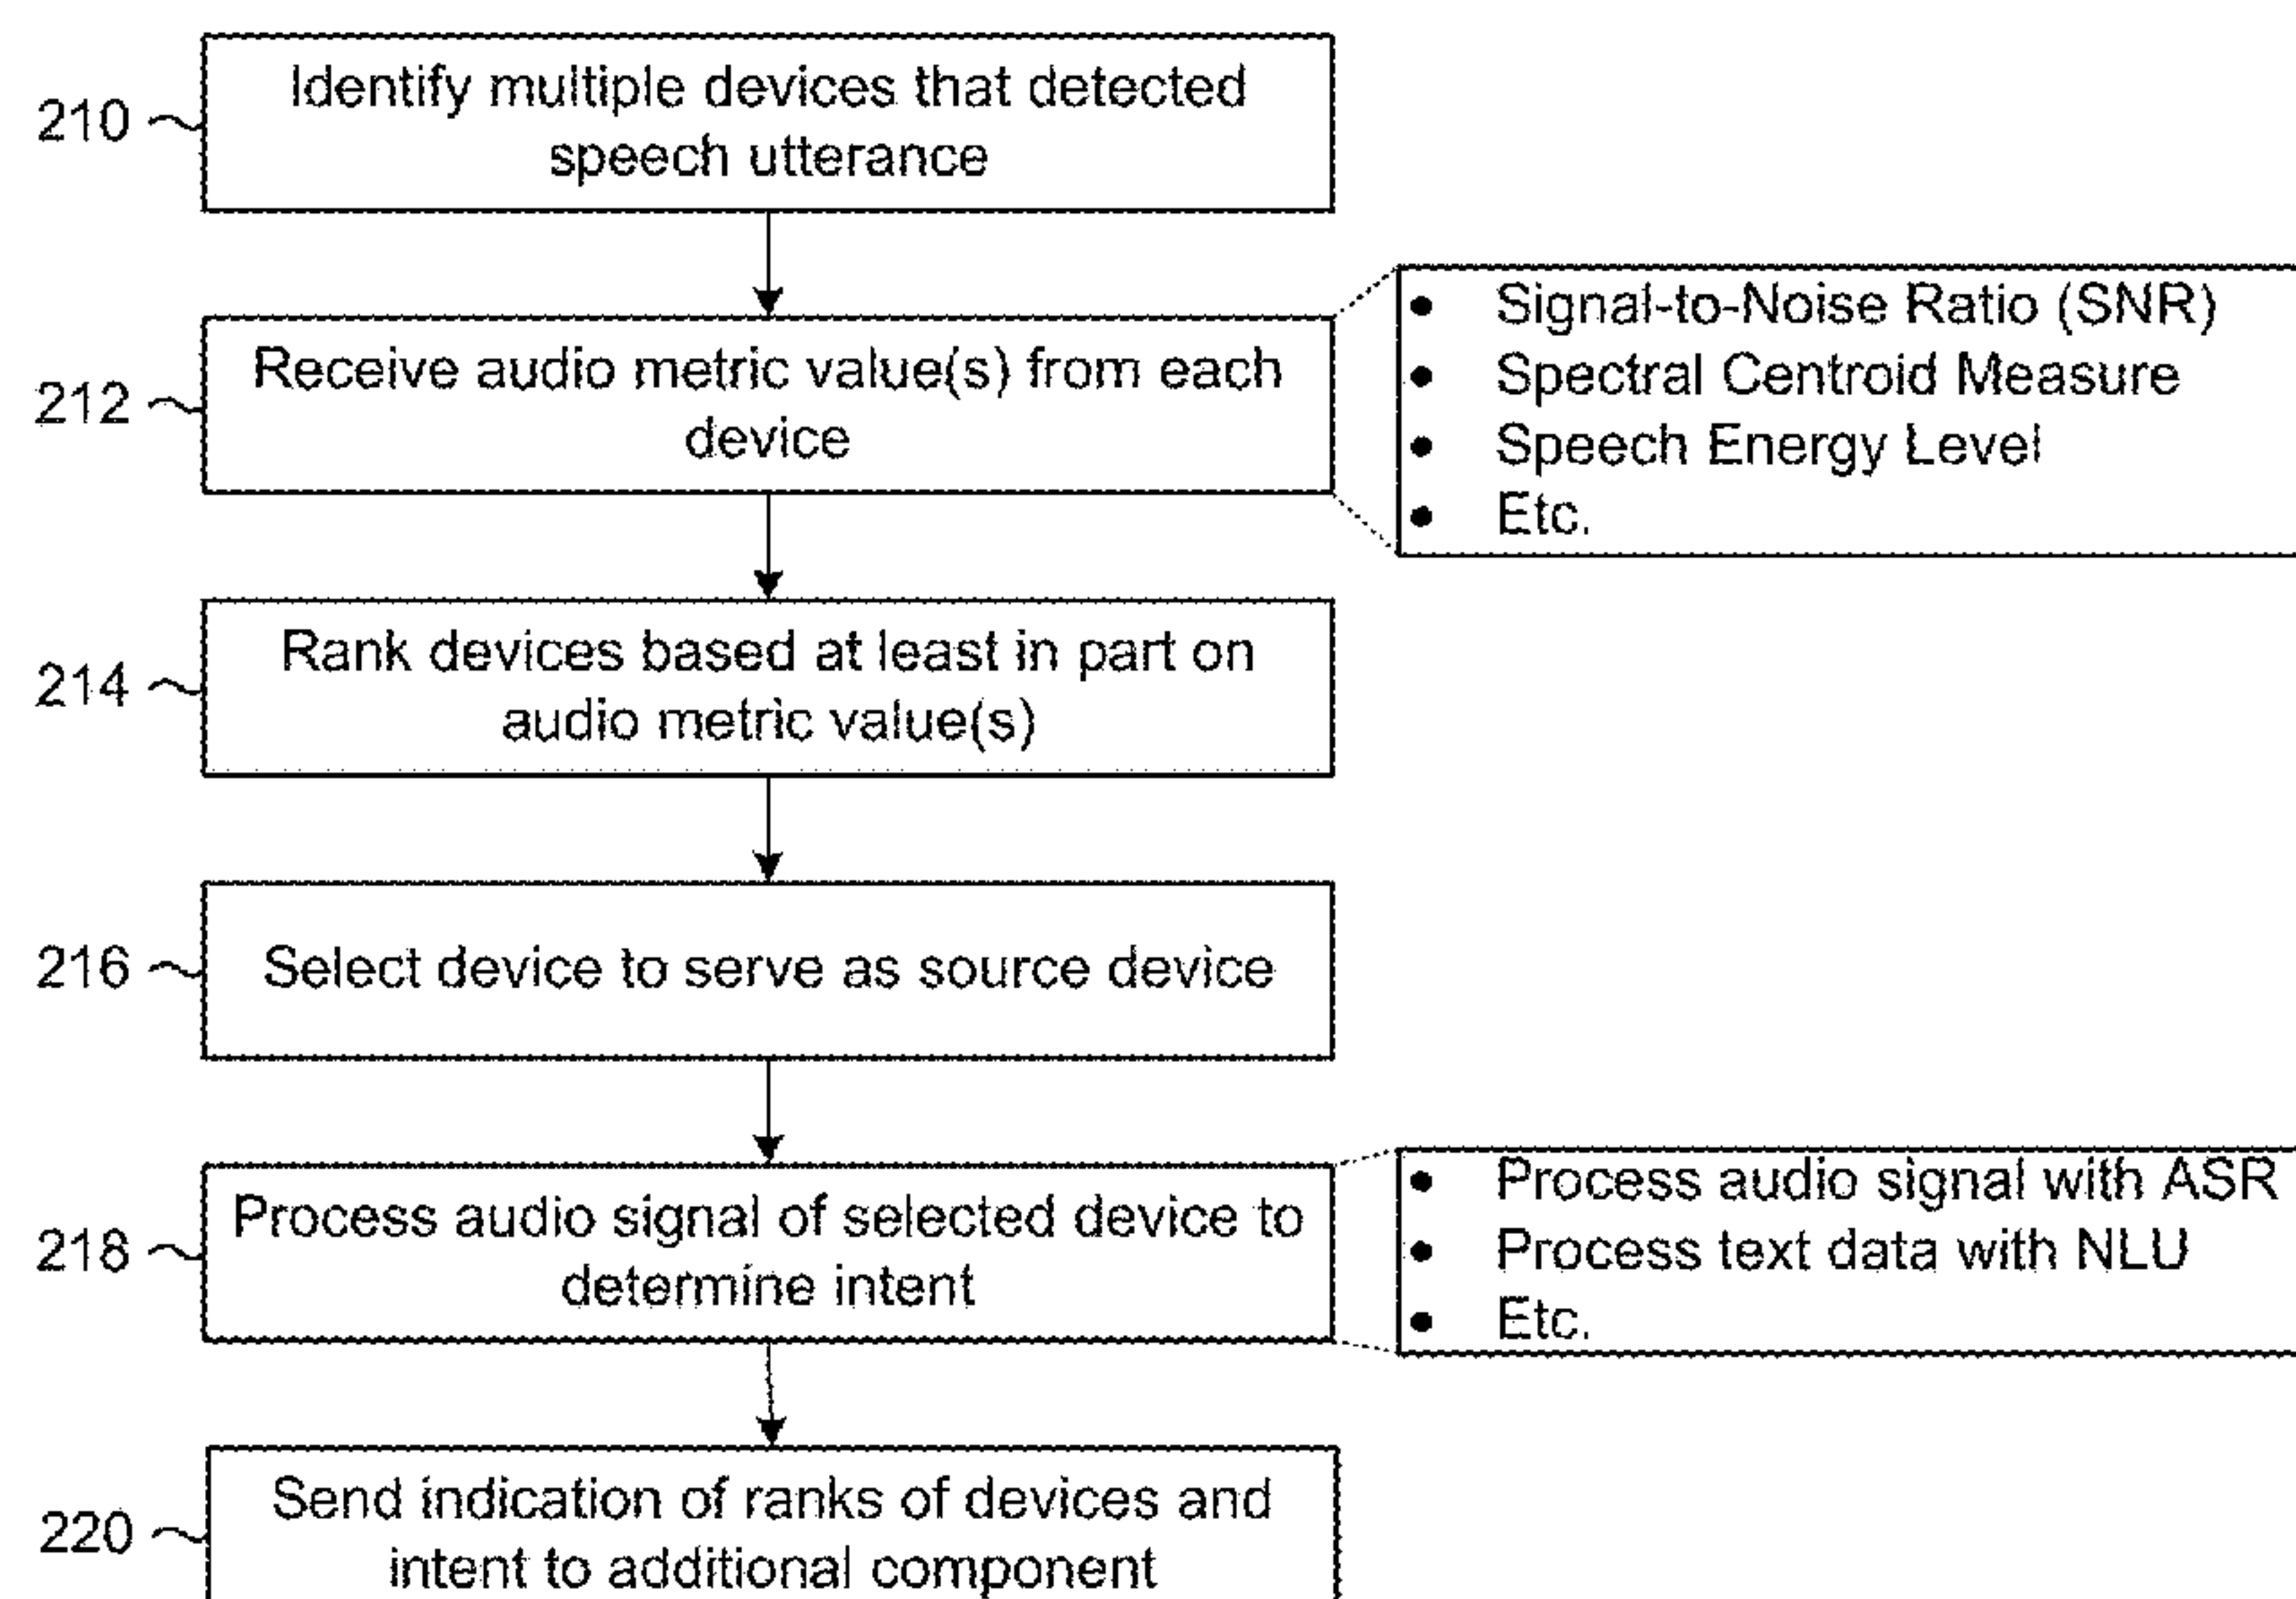 Identify multiple devices that detected
speech utterance
210
Receive audio metric value(s) from each
device
212
• Signal-to-Noise Ratio (SNR)
• Spectral Centroid Measure
• Speech Energy Level
• Etc.
Rank devices based at least in part on
audio metric value(s)
214
Select device to serve as source device
216
Process audio signal of selected device to
determine intent
218
• Process audio signal with ASR
• Process text data with NLU
• Etc.
Send indication of ranks of devices and
intent to additional component
220